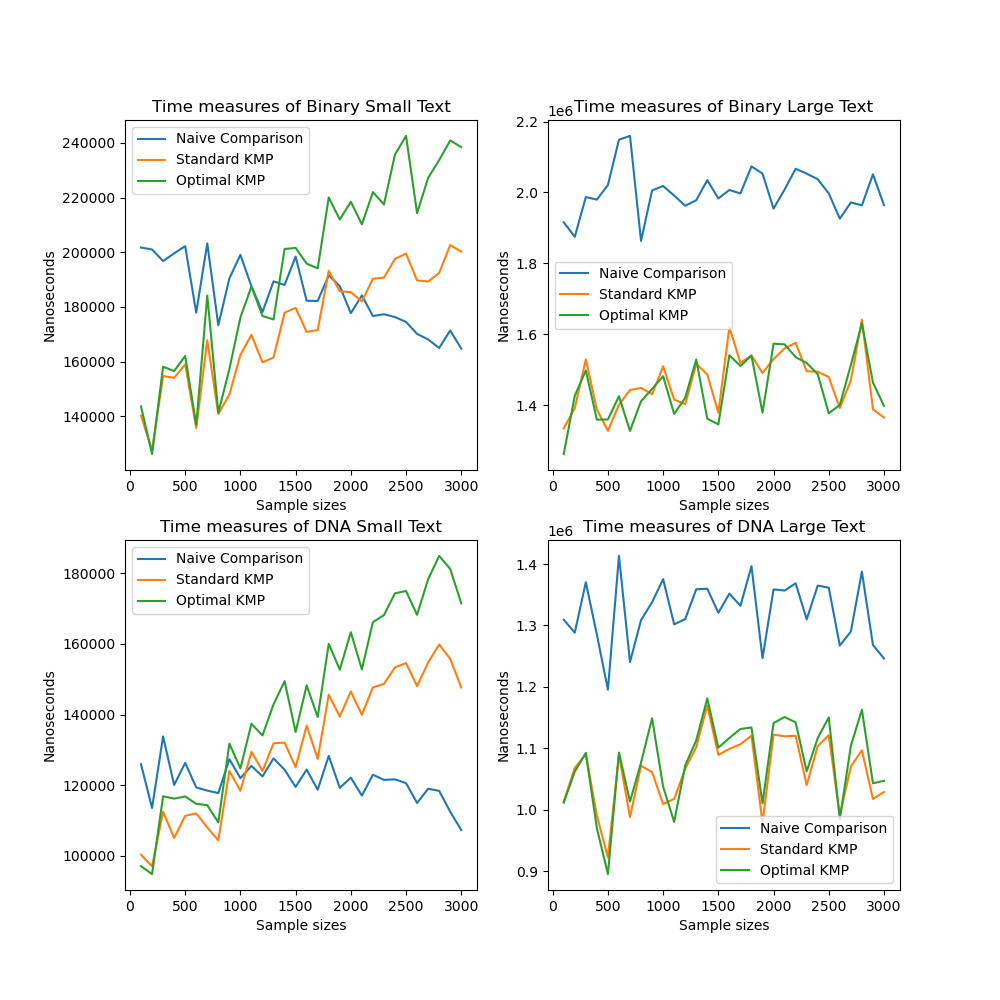 Time measures of Binary Small Text
Nanoseconds
240000
220000
200000
180000
160000
140000
Naive Comparison
Standard KMP
Optimal KMP
0 500 1000 1500 2000 2500 3000
Sample sizes
1e6
Time measures of Binary Large Text
Nanoseconds
2.2
2.0
1.8
1.6
1.4
Naive Comparison
Standard KMP
Optimal KMP
0 500 1000 1500 2000 2500 3000
Sample sizes
Time measures of DNA Small Text
Nanoseconds
180000
160000
140000
120000
100000
Naive Comparison
Standard KMP
Optimal KMP
0 500 1000 1500 2000 2500 3000
Sample sizes
1e6
Time measures of DNA Large Text
Nanoseconds
1.4
1.3
1.2
1.1
1.0
0.9
Naive Comparison
Standard KMP
Optimal KMP
0 500 1000 1500 2000 2500 3000
Sample sizes